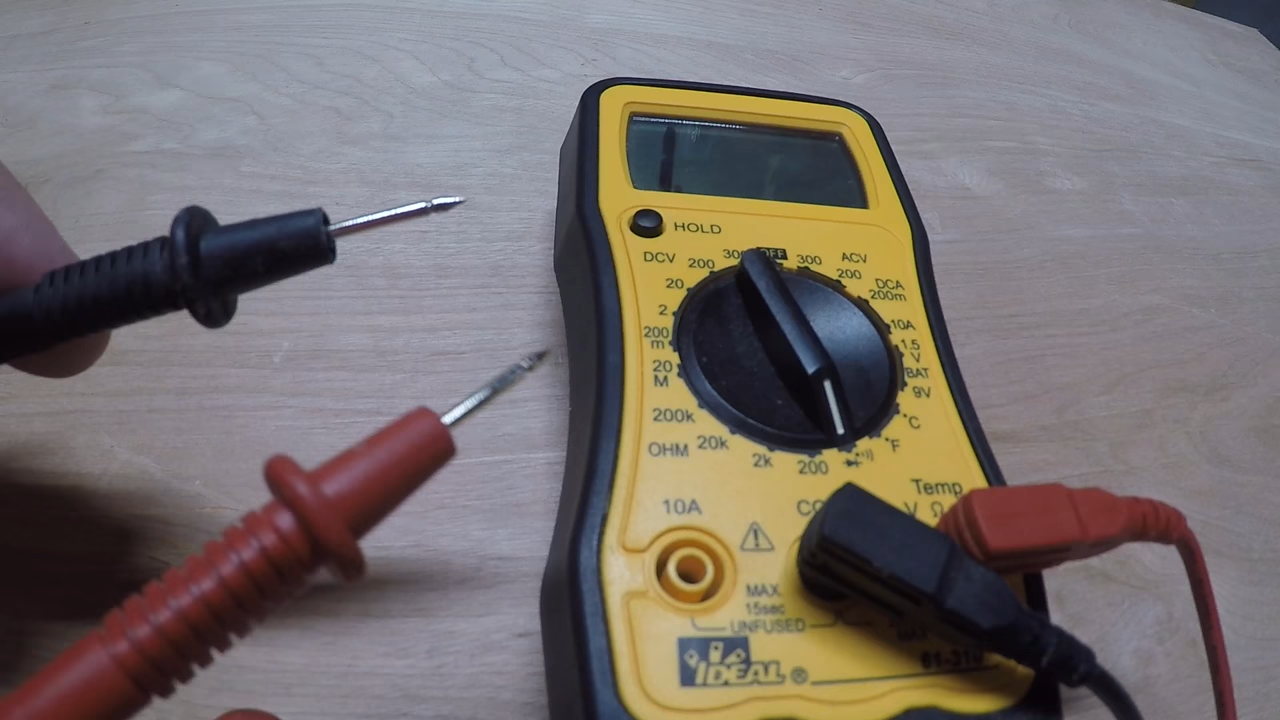 HOLD
DCV
200
300
OFF
300
ACV
200
20
DCA
200m
2
10A
200
m
1.5
V
20
M
BAT
9V
200k
°C
°F
OHM
20k
2k
200
Temp
10A
V Ω
MAX.
15sec
UNFUSED
IDEAL ®